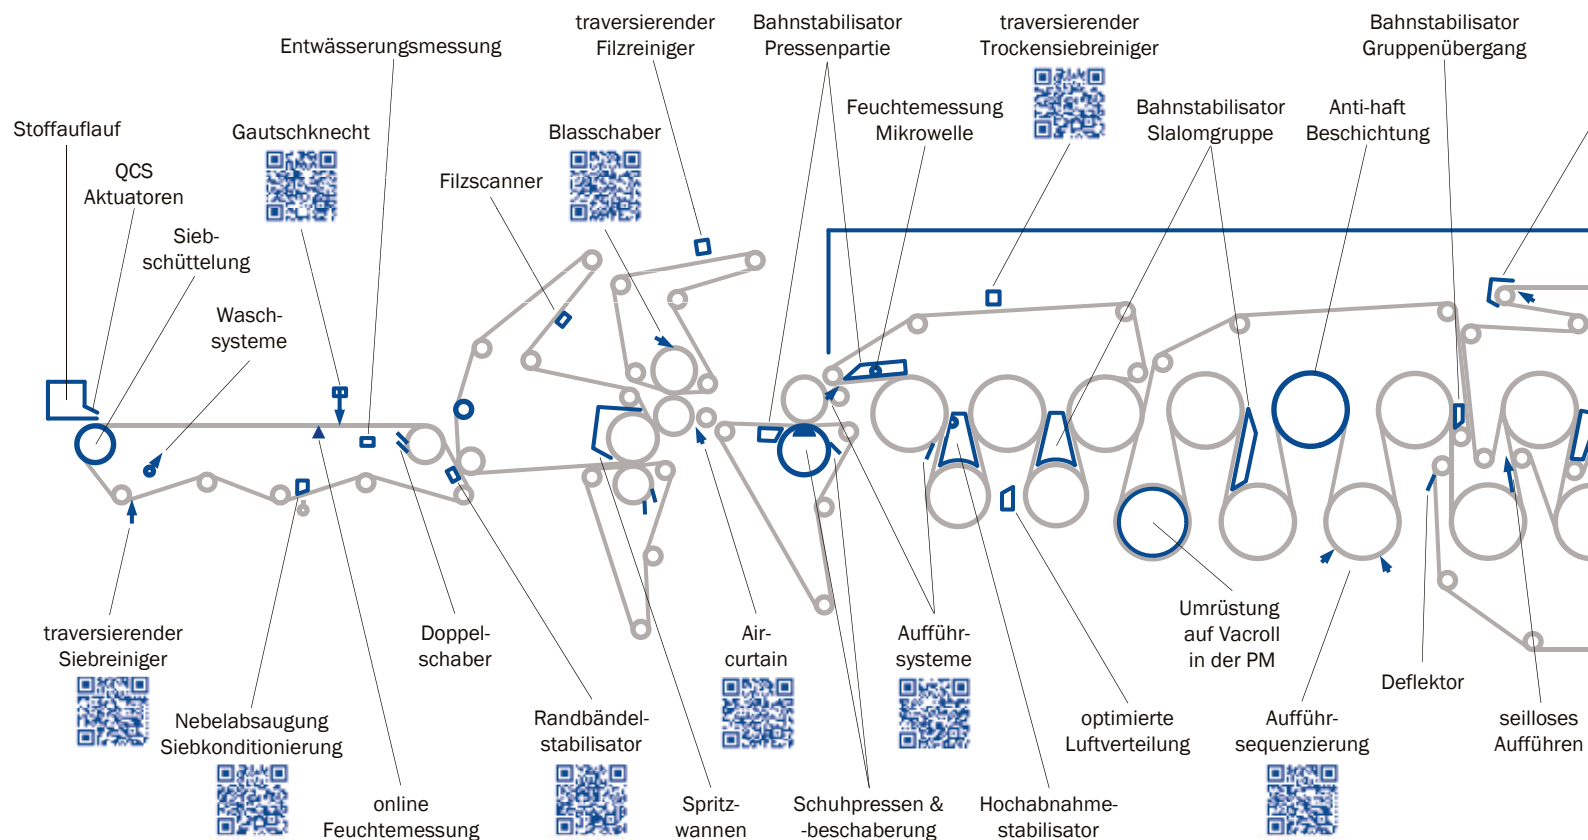 traversierender
Filzreiniger
Bahnstabilisator
Pressenpartie
traversierender
Trockensiebreiniger
Bahnstabilisator
Gruppenübergang
Entwässerungsmessung
Stoffauflauf
Gautschknecht
Blasschaber
Feuchtemessung
Mikrowelle
Bahnstabilisator
Slalomgruppe
Anti-haft
Beschichtung
QCS
Aktuatoren
Filzscanner
Sieb-
schüttelung
Wasch-
systeme
traversierender
Siebreiniger
Doppel-
schaber
Air-
curtain
Aufführ-
systeme
Umrüstung
auf Vacroll
in der PM
Deflektor
Nebelabsaugung
Siebkonditionierung
Randbändel-
stabilisator
optimierte
Luftverteilung
Aufführ-
sequenzierung
seilloses
Aufführen
online
Feuchtemessung
Spritz-
wannen
Schuhpressen &
-beschaberung
Hochabnahme-
stabilisator